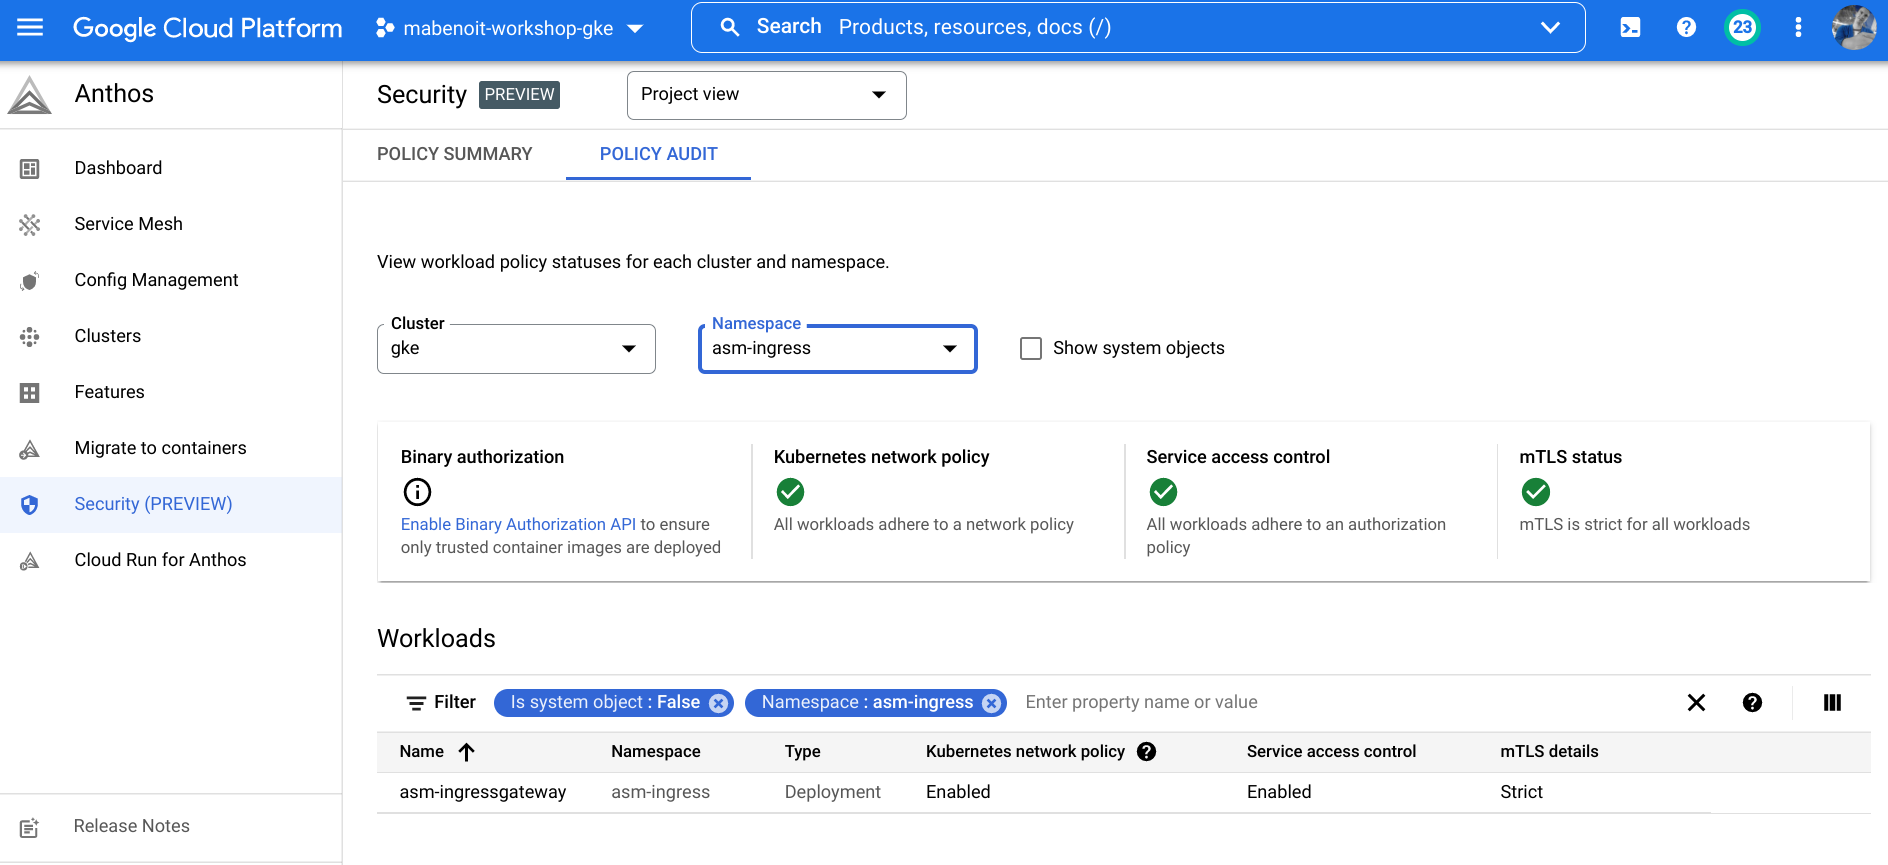 Google Cloud Platform
mabenoit-workshop-gke
Search Products, resources, docs (/)
23
Anthos
Security PREVIEW
Project view
Dashboard
Service Mesh
Config Management
Clusters
Features
Migrate to containers
Security (PREVIEW)
Cloud Run for Anthos
Release Notes
POLICY SUMMARY
POLICY AUDIT
View workload policy statuses for each cluster and namespace.
Cluster
gke
Namespace
asm-ingress
Show system objects
Binary authorization
Enable Binary Authorization API to ensure
only trusted container images are deployed
Kubernetes network policy
All workloads adhere to a network policy
Service access control
All workloads adhere to an authorization
policy
mTLS status
mTLS is strict for all workloads
Workloads
Filter Is system object : False Namespace : asm-ingress Enter property name or value
Name Namespace Type Kubernetes network policy Service access control mTLS details
asm-ingressgateway asm-ingress Deployment Enabled Enabled Strict